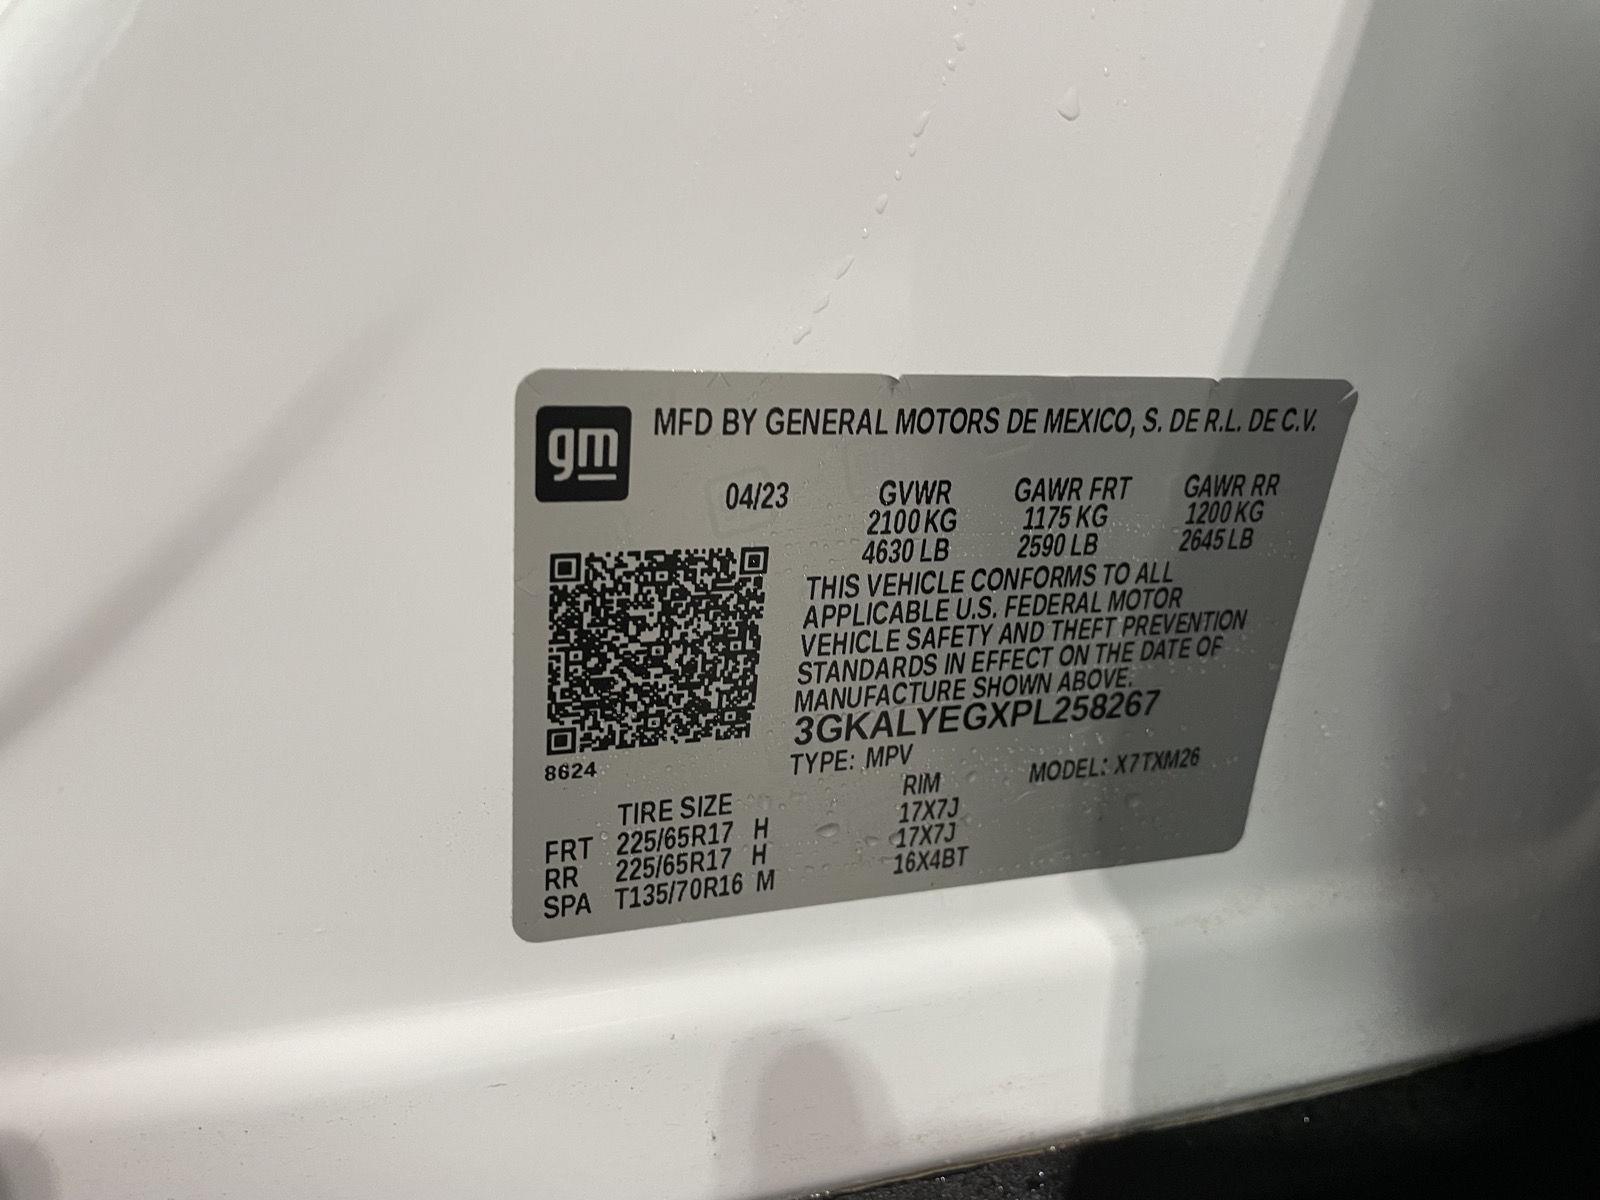 gm
MFD BY GENERAL MOTORS DE MEXICO, S. DE R.L. DE C.V.
04/23 GVWR GAWR FRT GAWR RR
2100 KG 1175 KG 1200 KG
4630 LB 2590 LB 2645 LB
THIS VEHICLE CONFORMS TO ALL
APPLICABLE U.S. FEDERAL MOTOR
VEHICLE SAFETY AND THEFT PREVENTION
STANDARDS IN EFFECT ON THE DATE OF
MANUFACTURE SHOWN ABOVE.
3GKALYEGXPL258267
8624
TYPE: MPV MODEL: X7TXM26
TIRE SIZE RIM
FRT 225/65R17 H 17X7J
RR 225/65R17 H 17X7J
SPA T135/70R16 M 16X4BT